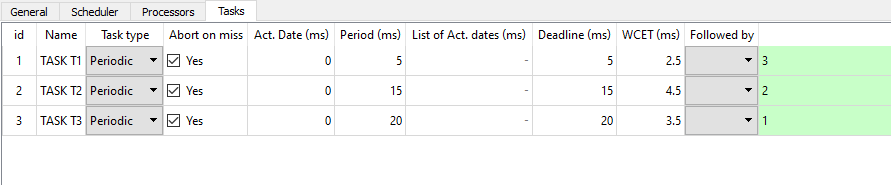 General Scheduler Processors Tasks
id Name Task type Abort on miss Act. Date (ms) Period (ms) List of Act. dates (ms) Deadline (ms) WCET (ms) Followed by
1 TASK T1 Periodic Yes 0 5 - 5 2.5 3
2 TASK T2 Periodic Yes 0 15 - 15 4.5 2
3 TASK T3 Periodic Yes 0 20 - 20 3.5 1